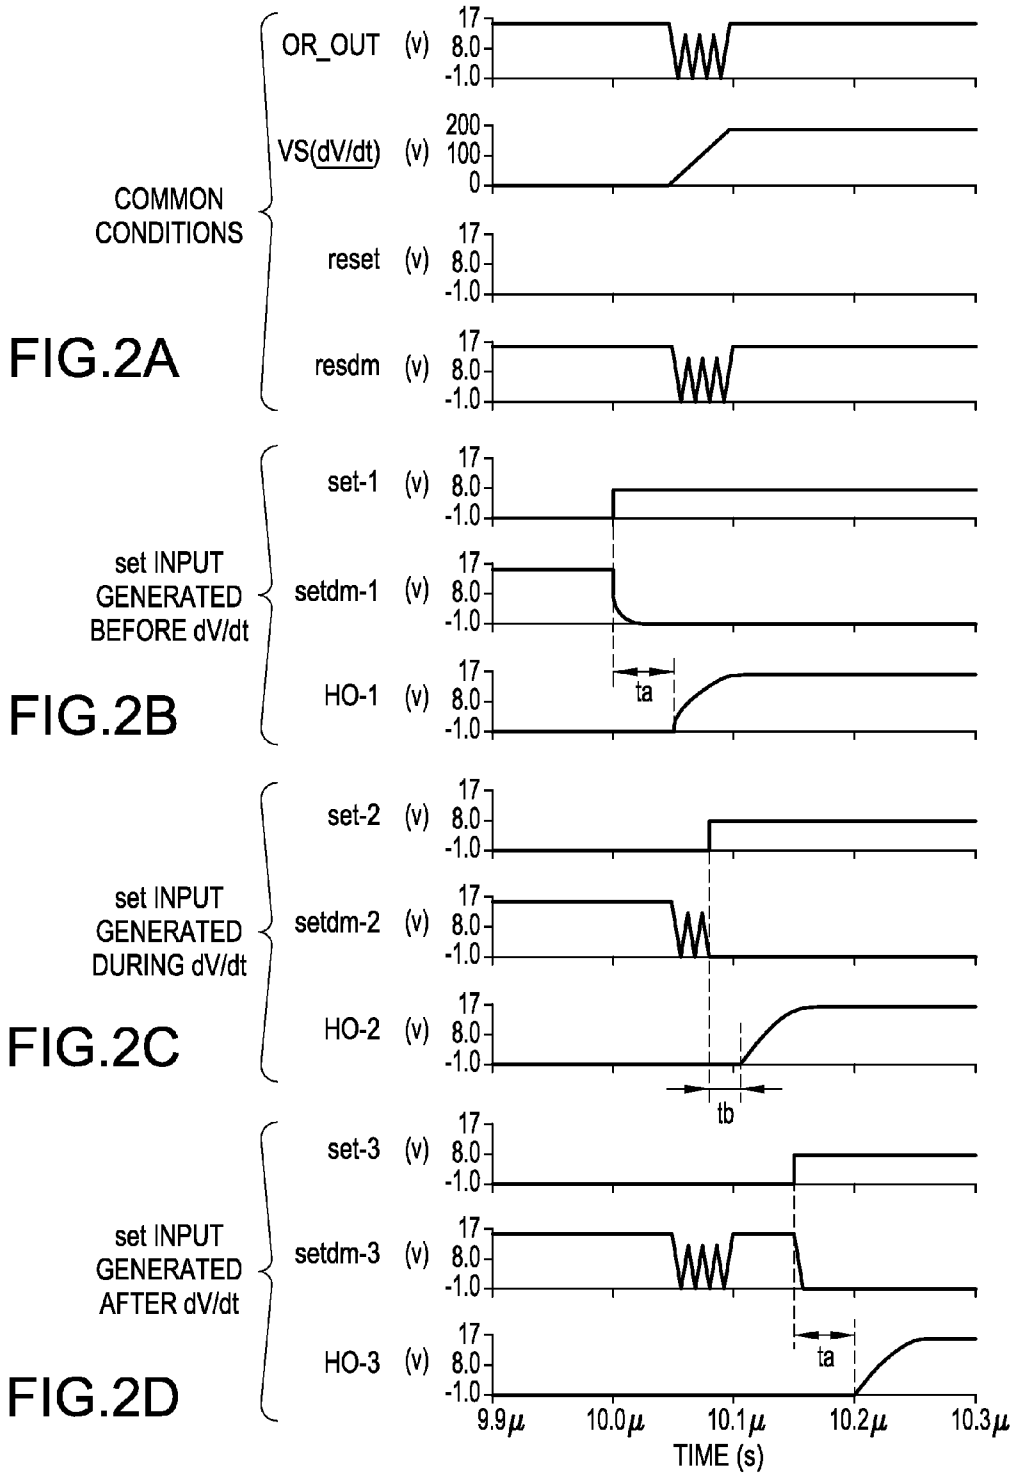 COMMON
CONDITIONS
FIG.2A
OR_OUT (v) 17 8.0 -1.0
VS(dV/dt) (v) 200 100 0
reset (v) 17 8.0 -1.0
resdm (v) 17 8.0 -1.0
set INPUT
GENERATED
BEFORE dV/dt
FIG.2B
set-1 (v) 17 8.0 -1.0
setdm-1 (v) 17 8.0 -1.0
HO-1 (v) 17 8.0 -1.0
ta
set INPUT
GENERATED
DURING dV/dt
FIG.2C
set-2 (v) 17 8.0 -1.0
setdm-2 (v) 17 8.0 -1.0
HO-2 (v) 17 8.0 -1.0
tb
set INPUT
GENERATED
AFTER dV/dt
FIG.2D
set-3 (v) 17 8.0 -1.0
setdm-3 (v) 17 8.0 -1.0
HO-3 (v) 17 8.0 -1.0
ta
9.9μ 10.0μ 10.1μ 10.2μ 10.3μ
TIME (s)